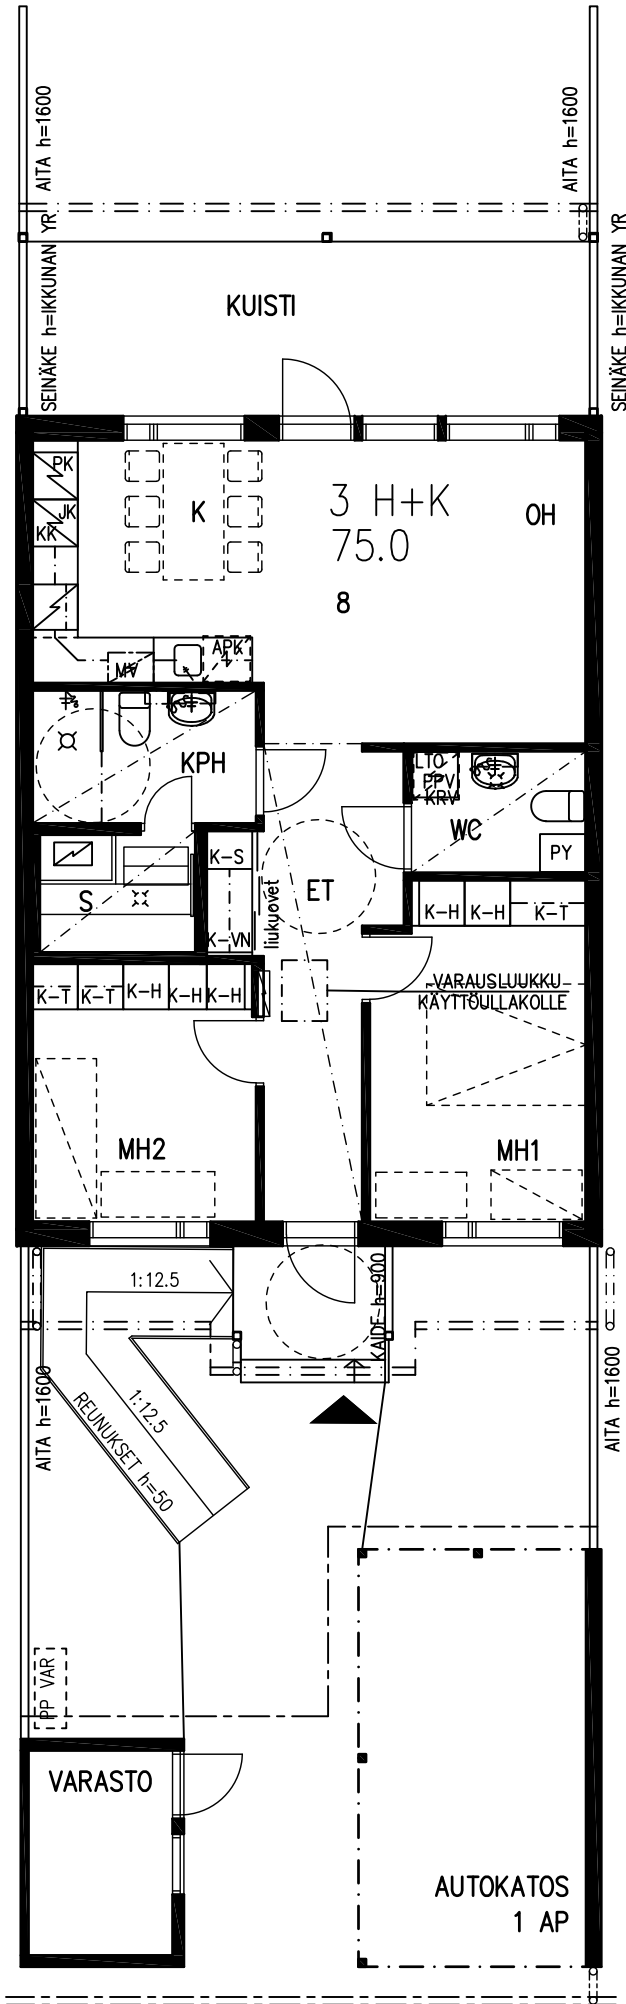 AITA h=1600
AITA h=1600
SEINÄKE h=IKKUNAN YR
SEINÄKE h=IKKUNAN YR
KUISTI
PK
JK
KK
K
3 H+K
75.0
OH
8
APK
MV
KPH
LTO
PPV
KRV
WC
PY
S
K-S
liukuovet
ET
K-VN
K-H
K-H
K-T
K-T
K-T
K-H
K-H
K-H
VARAUSLUUKKU
KÄYTTÖULLAKOLLE
MH2
MH1
1:12.5
KAIDE h=900
AITA h=1600
AITA h=1600
1:12.5
REUNUKSET h=50
PP VAR
VARASTO
AUTOKATOS
1 AP